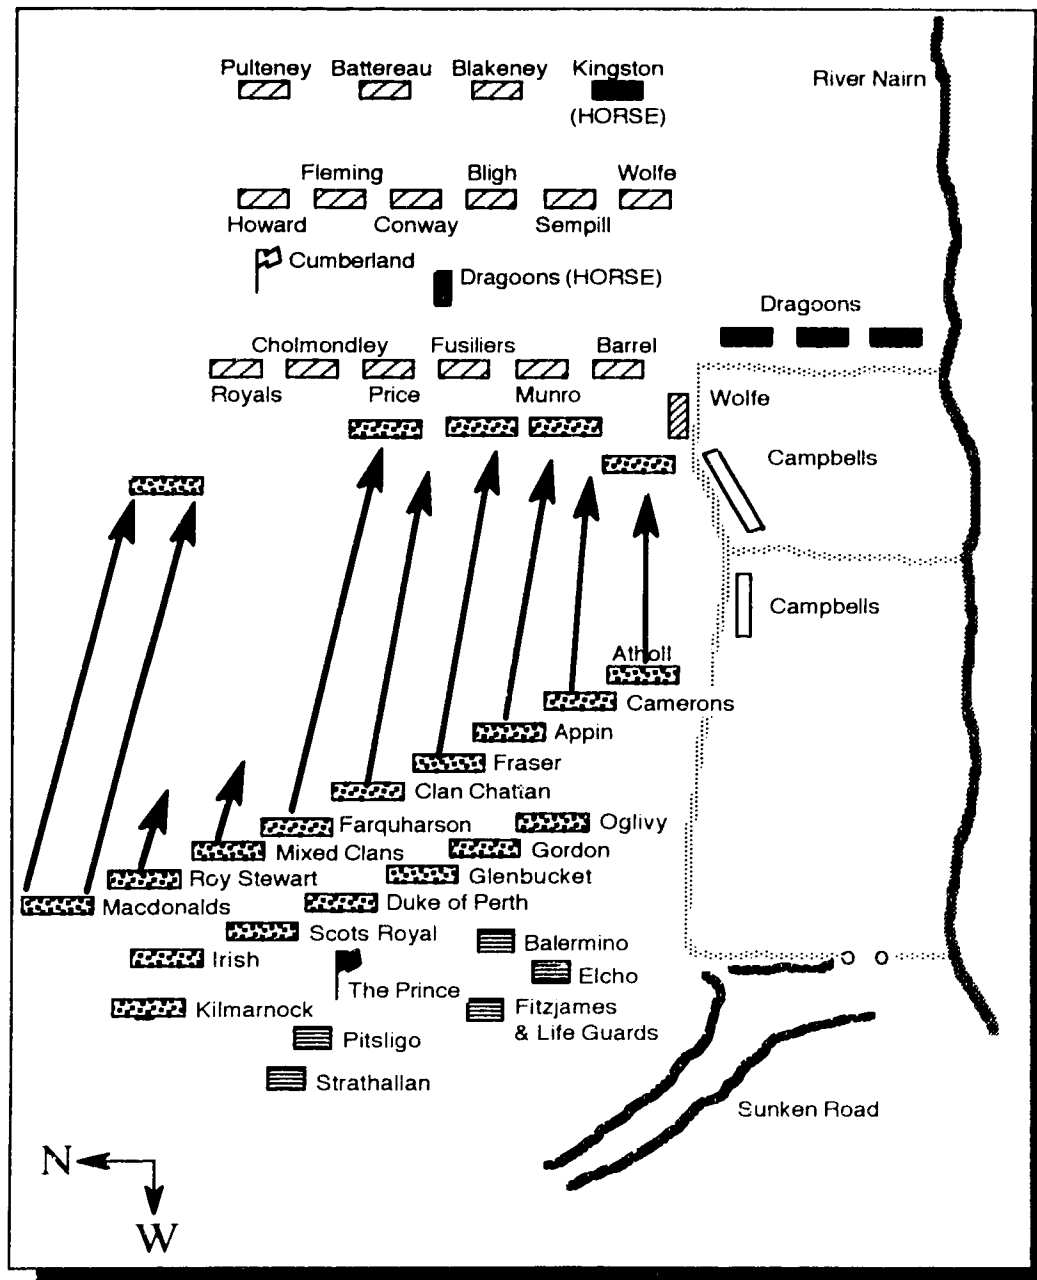 Pulteney Battereau Blakeney Kingston
(HORSE)
River Nairn
Fleming Bligh Wolfe
Howard Conway Sempill
Cumberland
Dragoons (HORSE)
Dragoons
Cholmondley Fusiliers Barrel
Royals Price Munro
Wolfe
Campbells
Campbells
Atholl
Camerons
Appin
Fraser
Clan Chatian
Farquharson
Oglivy
Mixed Clans
Gordon
Roy Stewart
Glenbucket
Macdonalds
Duke of Perth
Scots Royal
Balermino
Irish
Elcho
The Prince
Kilmarnock
Fitzjames
& Life Guards
Pitsligo
Strathallan
Sunken Road
N
W